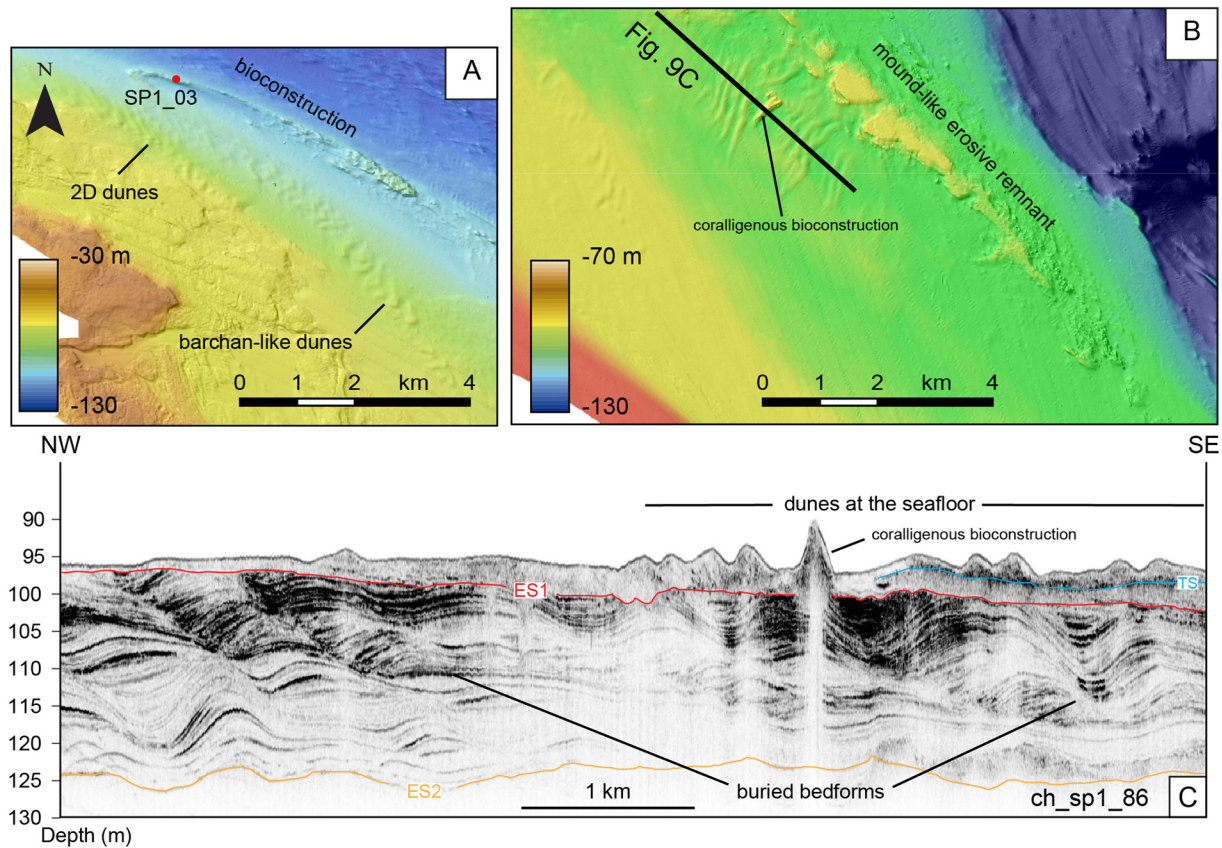 A
N
bioconstruction
SP1_03
2D dunes
-30 m
barchan-like dunes
-130
0 1 2 km 4
B
Fig. 9C
mound-like erosive remnant
coralligenous bioconstruction
-70 m
-130
0 1 2 km 4
NW
SE
dunes at the seafloor
coralligenous bioconstruction
90
95
TS
ES1
100
105
110
115
120
125
ES2
buried bedforms
1 km
ch_sp1_86
C
130
Depth (m)